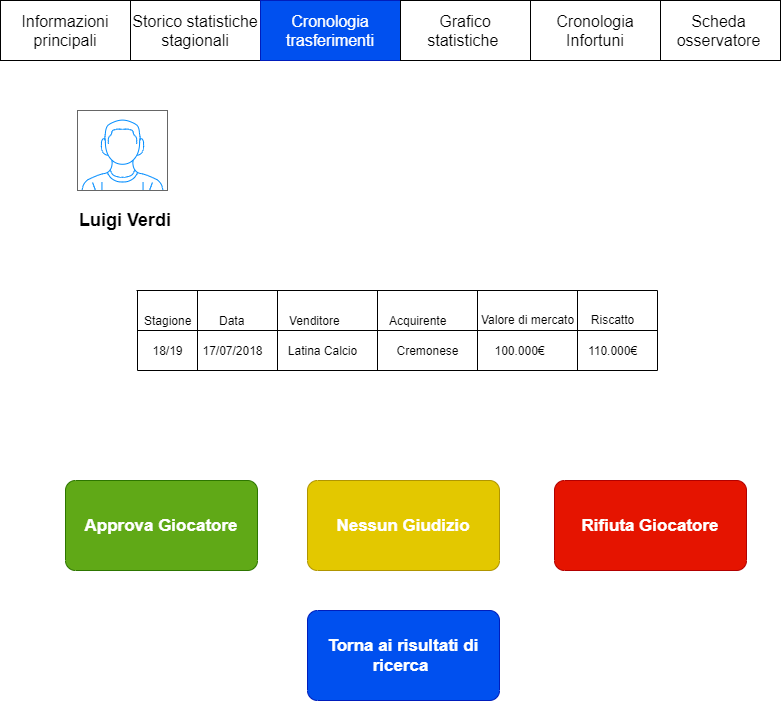 Informazioni principali
Storico statistiche stagionali
Cronologia trasferimenti
Grafico statistiche
Cronologia Infortuni
Scheda osservatore
Luigi Verdi
Stagione Data Venditore Acquirente Valore di mercato Riscatto
18/19 17/07/2018 Latina Calcio Cremonese 100.000€ 110.000€
Approva Giocatore
Nessun Giudizio
Rifiuta Giocatore
Torna ai risultati di
ricerca